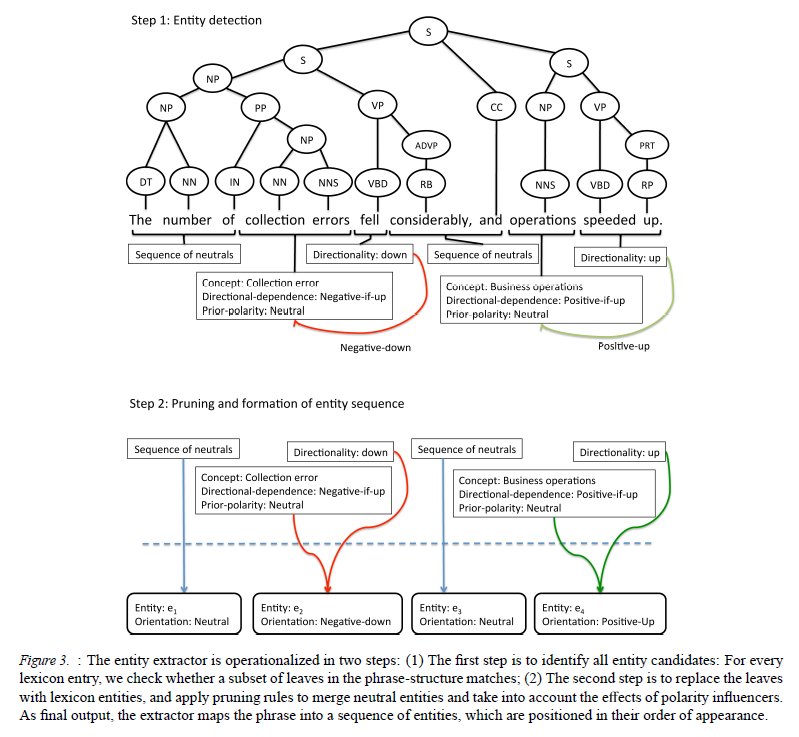 Step 1: Entity detection
S
S
S
NP
NP
PP
VP
CC
NP
VP
NP
ADVP
PRT
DT
NN
IN
NN
NNS
VBD
RB
NNS
VBD
RP
The number of collection errors fell considerably, and operations speeded up.
Sequence of neutrals
Directionality: down
Sequence of neutrals
Directionality: up
Concept: Collection error
Directional-dependence: Negative-if-up
Prior-polarity: Neutral
Concept: Business operations
Directional-dependence: Positive-if-up
Prior-polarity: Neutral
Negative-down
Positive-up
Step 2: Pruning and formation of entity sequence
Sequence of neutrals
Directionality: down
Sequence of neutrals
Directionality: up
Concept: Collection error
Directional-dependence: Negative-if-up
Prior-polarity: Neutral
Concept: Business operations
Directional-dependence: Positive-if-up
Prior-polarity: Neutral
Entity: e1
Orientation: Neutral
Entity: e2
Orientation: Negative-down
Entity: e3
Orientation: Neutral
Entity: e4
Orientation: Positive-Up
Figure 3. : The entity extractor is operationalized in two steps: (1) The first step is to identify all entity candidates: For every
lexicon entry, we check whether a subset of leaves in the phrase-structure matches; (2) The second step is to replace the leaves
with lexicon entities, and apply pruning rules to merge neutral entities and take into account the effects of polarity influencers.
As final output, the extractor maps the phrase into a sequence of entities, which are positioned in their order of appearance.